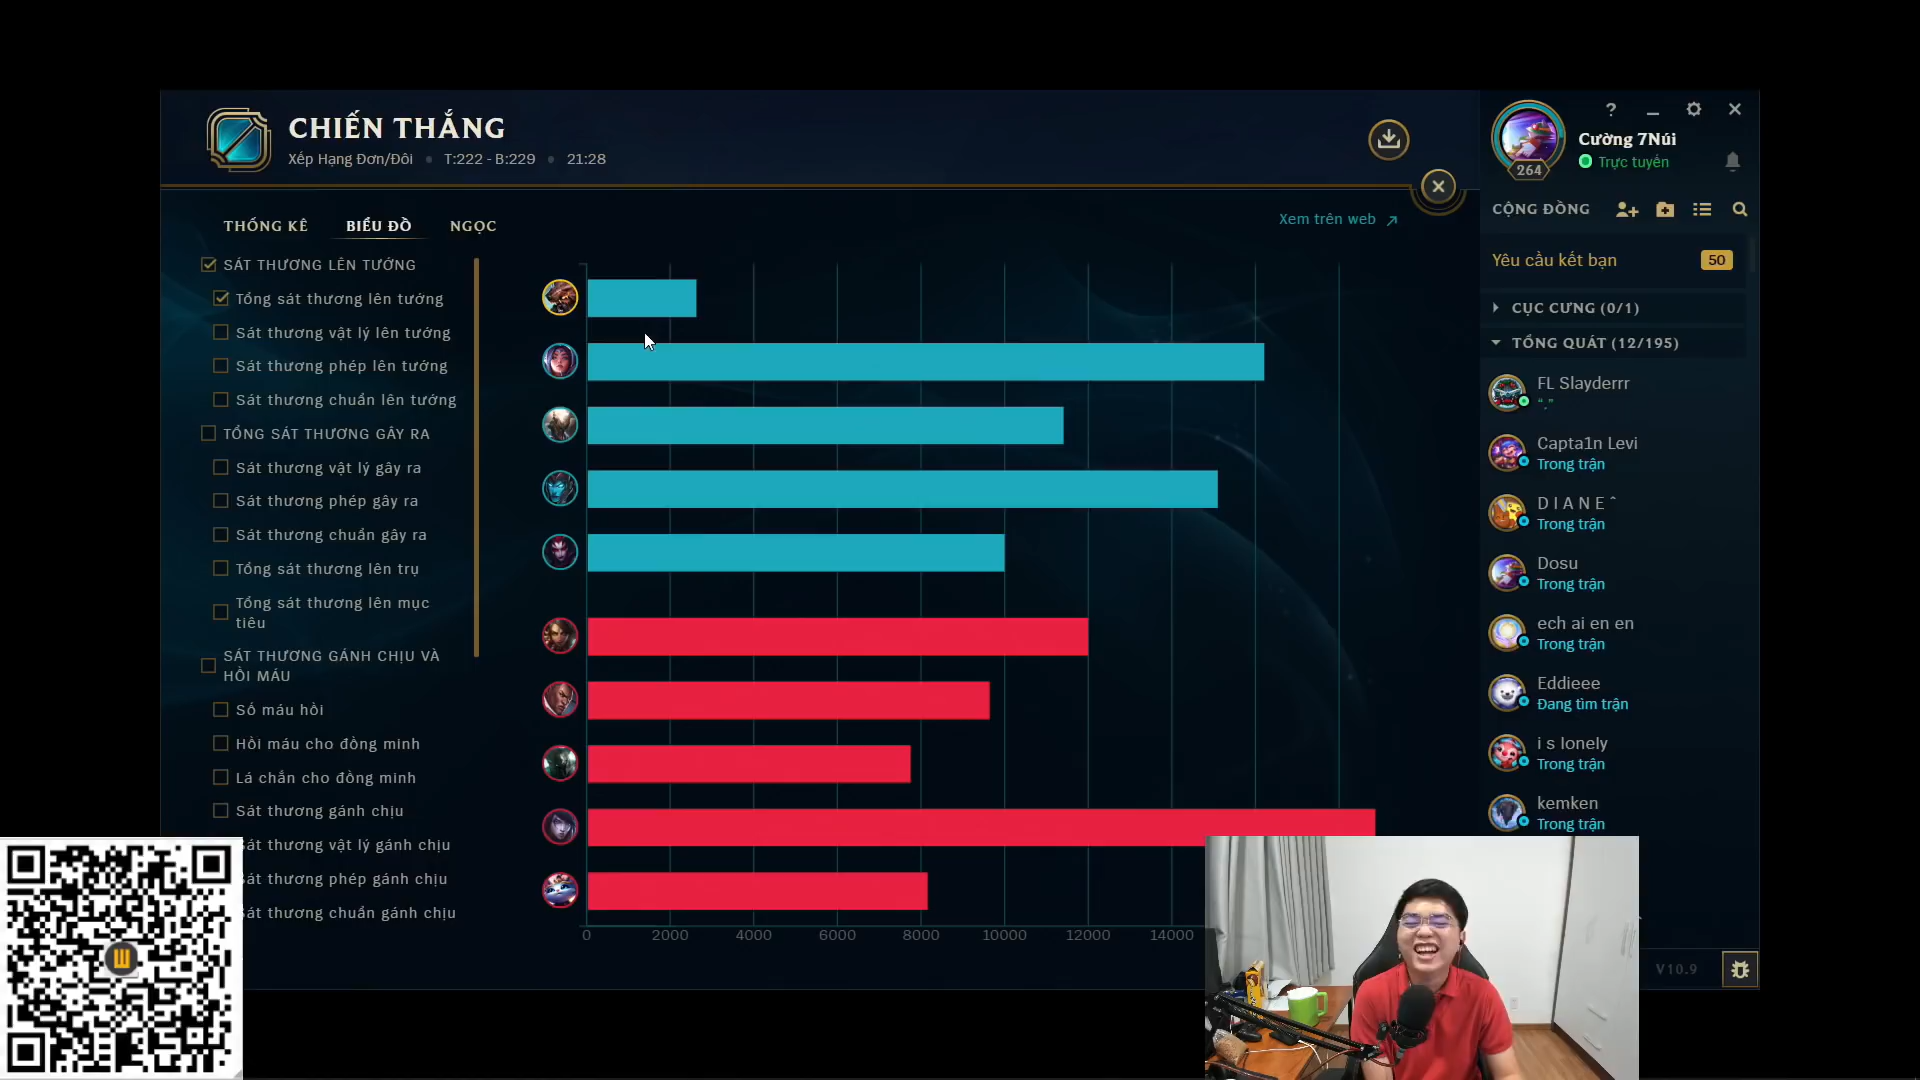 CHIẾN THẮNG
Xếp Hạng Đơn/Đôi • T:222 - B:229 • 21:28
THỐNG KÊ BIỂU ĐỒ NGỌC
Xem trên web
SÁT THƯƠNG LÊN TƯỚNG
Tổng sát thương lên tướng
Sát thương vật lý lên tướng
Sát thương phép lên tướng
Sát thương chuẩn lên tướng
TỔNG SÁT THƯƠNG GÂY RA
Sát thương vật lý gây ra
Sát thương phép gây ra
Sát thương chuẩn gây ra
Tổng sát thương lên trụ
Tổng sát thương lên mục
tiêu
SÁT THƯƠNG GÁNH CHỊU VÀ
HỒI MÁU
Số máu hồi
Hồi máu cho đồng minh
Lá chắn cho đồng minh
Sát thương gánh chịu
Sát thương vật lý gánh chịu
Sát thương phép gánh chịu
Sát thương chuẩn gánh chịu
0 2000 4000 6000 8000 10000 12000 14000
?
Cường 7Núi
264
Trực tuyến
CỘNG ĐỒNG
Yêu cầu kết bạn 50
CỤC CƯNG (0/1)
TỔNG QUÁT (12/195)
FL Slayderrr
“.”
Capta1n Levi
Trong trận
D I A N E ˆ
Trong trận
Dosu
Trong trận
ech ai en en
Trong trận
Eddieee
Đang tìm trận
i s lonely
Trong trận
kemken
Trong trận
V10.9